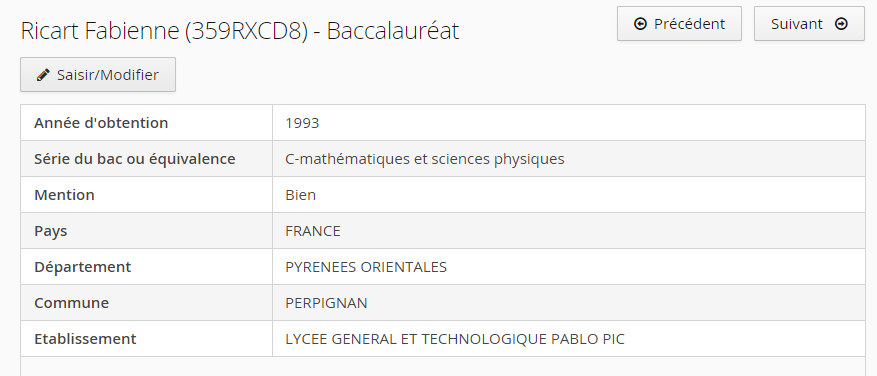 Ricart Fabienne (359RXCD8) - Baccalauréat
Précédent
Suivant
Saisir/Modifier
Année d'obtention 1993
Série du bac ou équivalence C-mathématiques et sciences physiques
Mention Bien
Pays FRANCE
Département PYRENEES ORIENTALES
Commune PERPIGNAN
Etablissement LYCEE GENERAL ET TECHNOLOGIQUE PABLO PIC